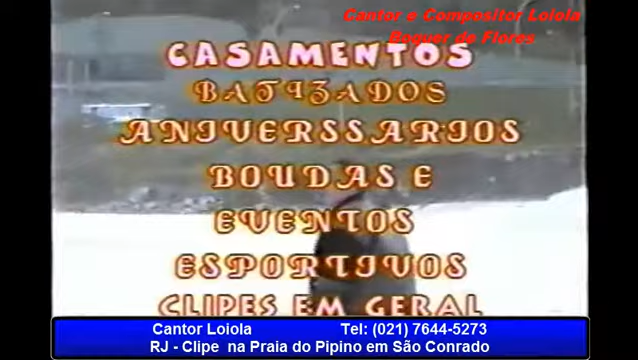 Cantor e Compositor Loiola
Boquer de Flores
CASAMENTOS
BATIZADOS
ANIVERSSARIOS
BOUDAS E
EVENTOS
ESPORTIVOS
CLIPES EM GERAL
Cantor Loiola Tel: (021) 7644-5273
RJ - Clipe na Praia do Pipino em São Conrado